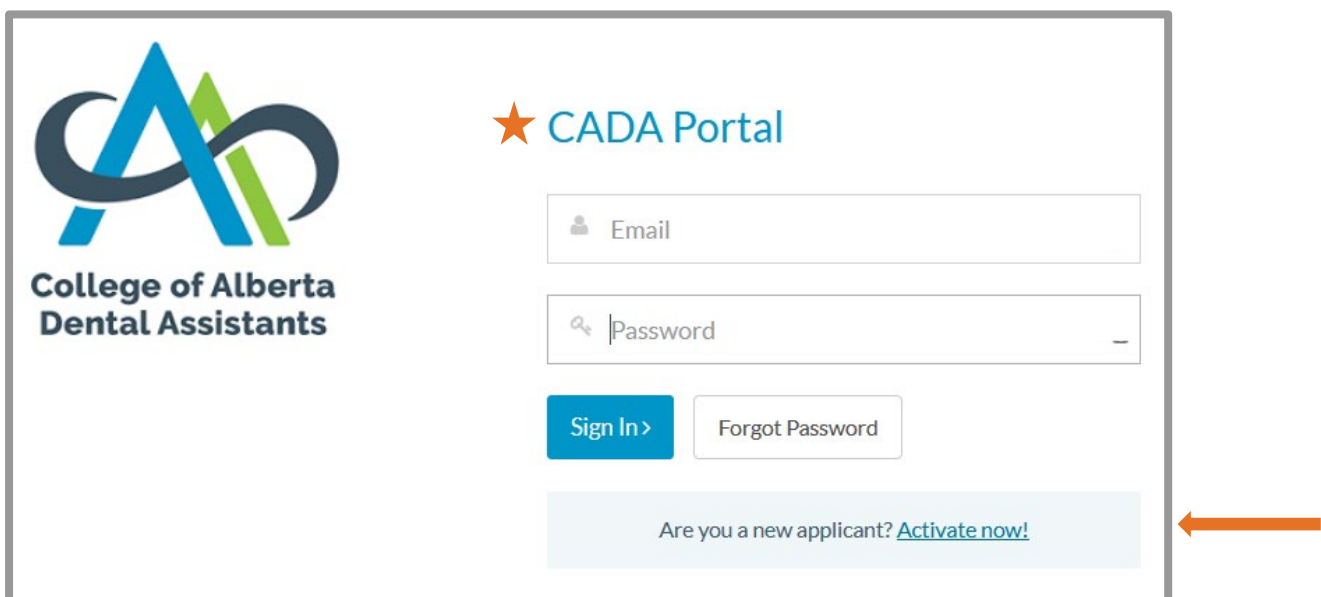 College of Alberta
Dental Assistants
CADA Portal
Email
Password
Sign In >
Forgot Password
Are you a new applicant? Activate now!